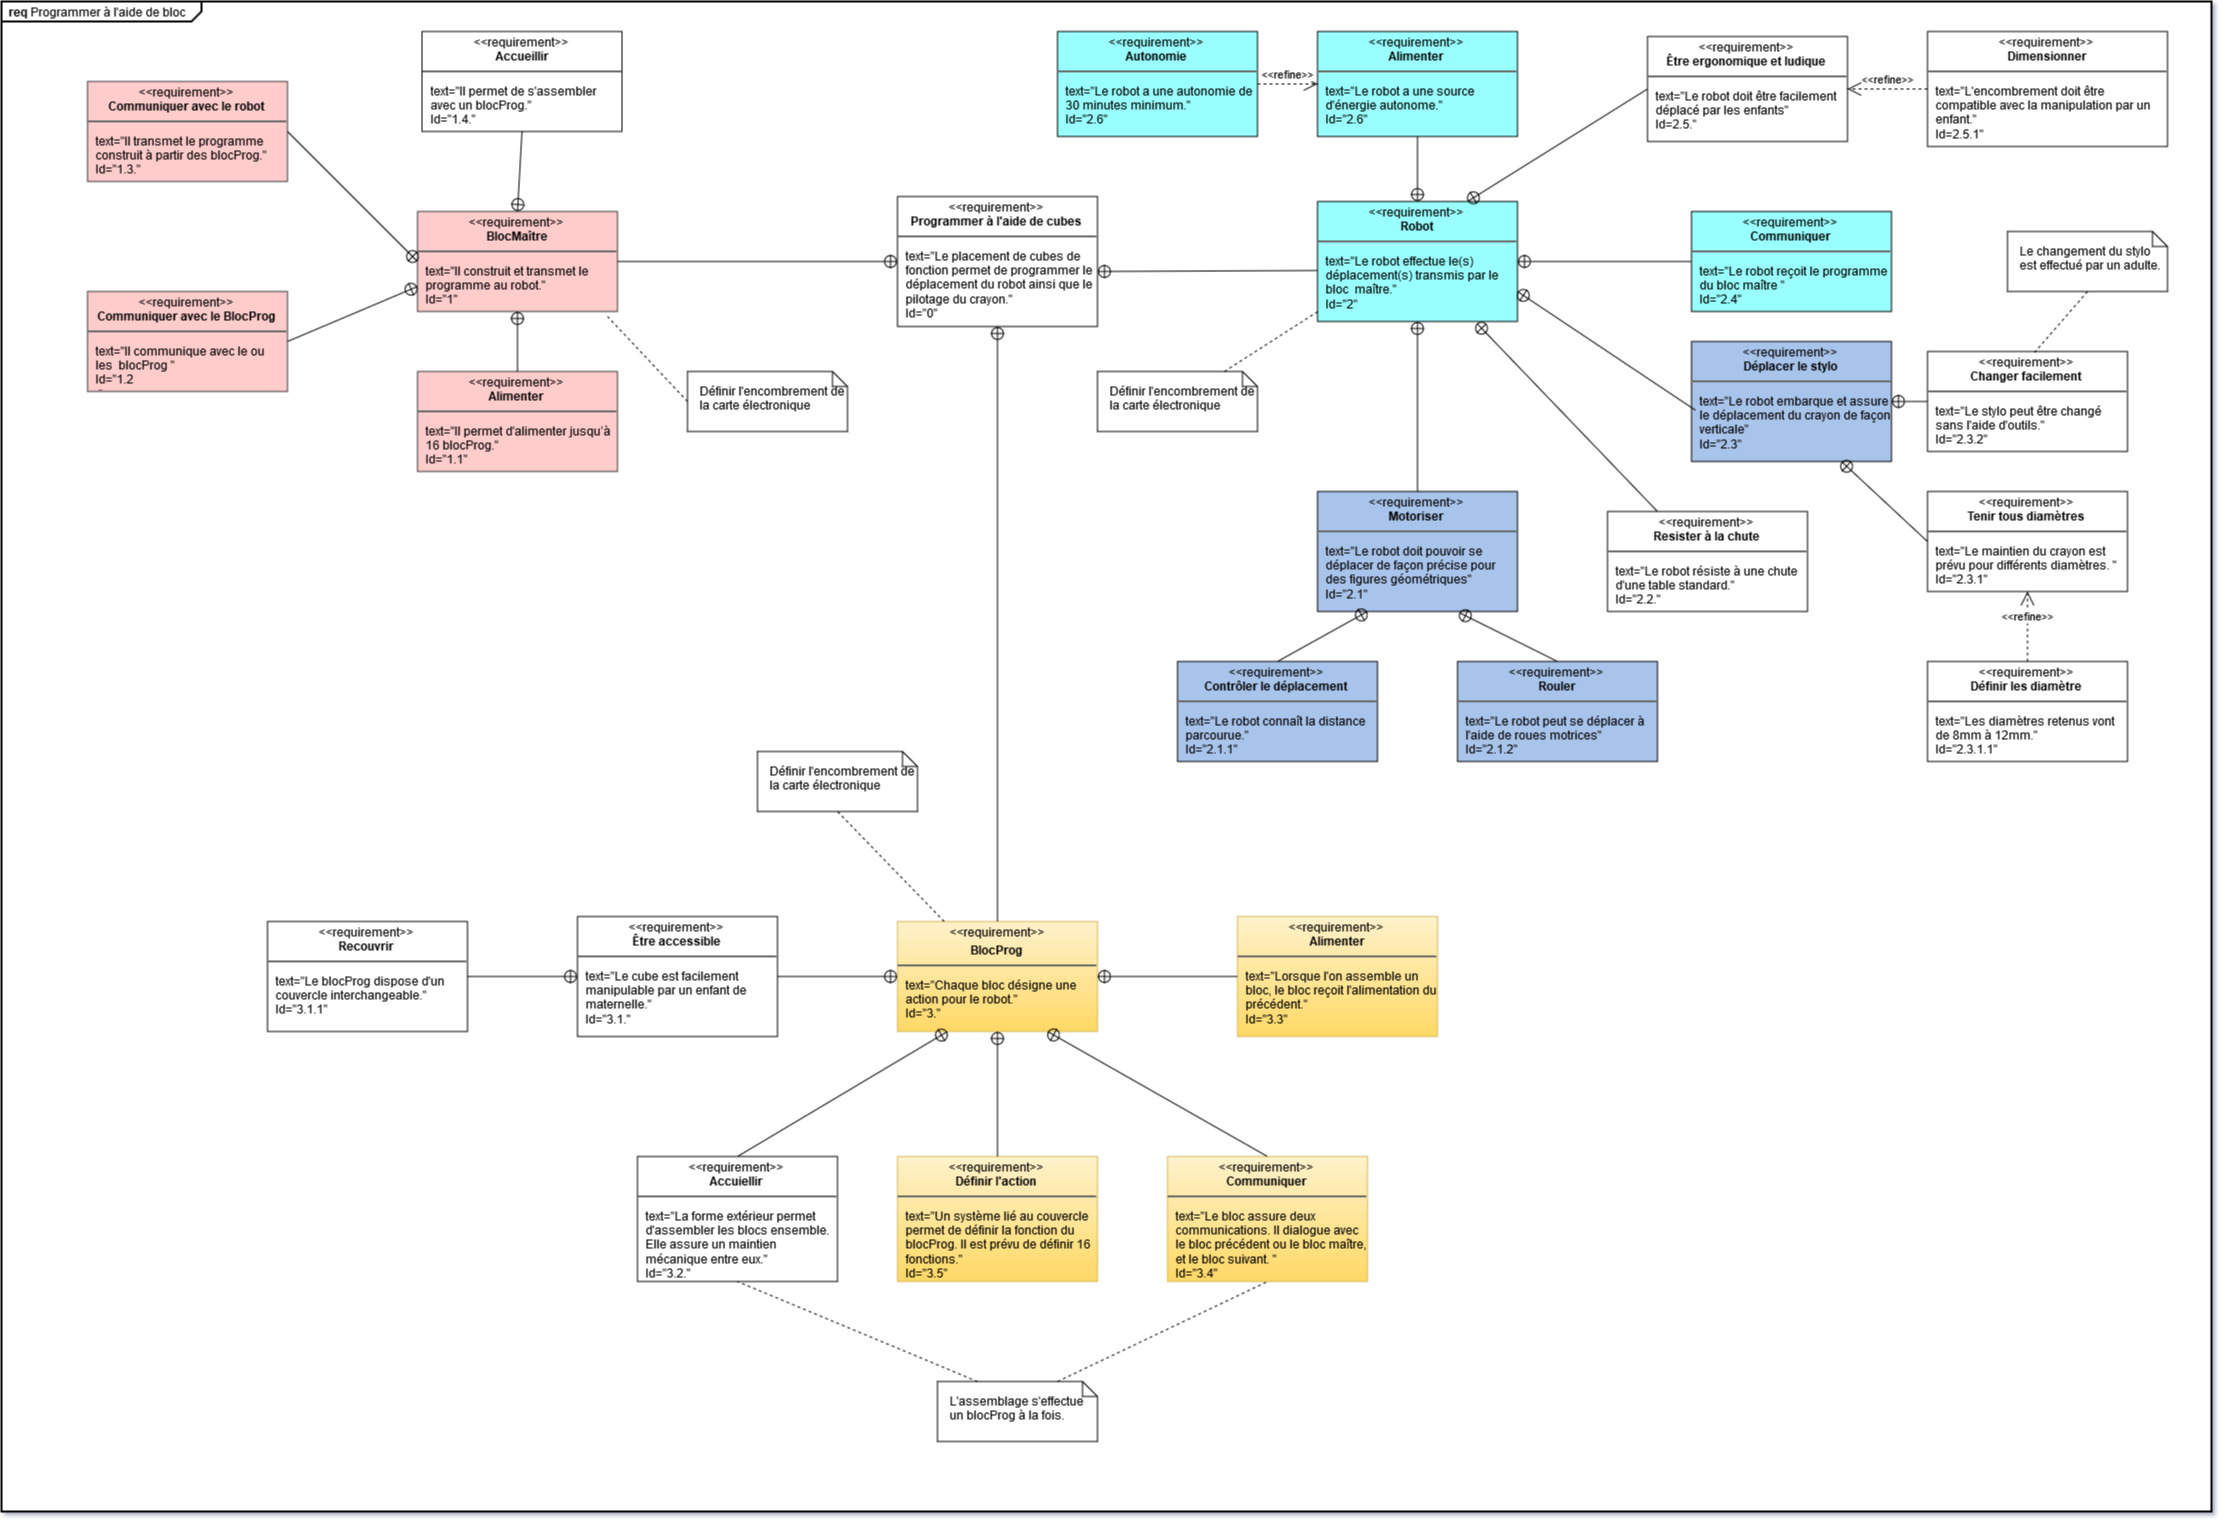 req Programmer à l'aide de bloc
<<requirement>>
Accueillir
text="Il permet de s'assembler
avec un blocProg."
Id="1.4."
<<requirement>>
Autonomie
text="Le robot a une autonomie de
30 minutes minimum."
Id="2.6"
<<refine>>
<<requirement>>
Alimenter
text="Le robot a une source
d'énergie autonome."
Id="2.6"
<<requirement>>
Être ergonomique et ludique
text="Le robot doit être facilement
déplacé par les enfants"
Id=2.5."
<<refine>>
<<requirement>>
Dimensionner
text="L'encombrement doit être
compatible avec la manipulation par un
enfant."
Id=2.5.1"
<<requirement>>
Communiquer avec le robot
text="Il transmet le programme
construit à partir des blocProg."
Id="1.3."
<<requirement>>
BlocMaître
text="Il construit et transmet le
programme au robot."
Id="1"
<<requirement>>
Programmer à l'aide de cubes
text="Le placement de cubes de
fonction permet de programmer le
déplacement du robot ainsi que le
pilotage du crayon."
Id="0"
<<requirement>>
Robot
text="Le robot effectue le(s)
déplacement(s) transmis par le
bloc maître."
Id="2"
<<requirement>>
Communiquer
text="Le robot reçoit le programme
du bloc maître "
Id="2.4"
Le changement du stylo
est effectué par un adulte.
<<requirement>>
Communiquer avec le BlocProg
text="Il communique avec le ou
les blocProg "
Id="1.2
"
<<requirement>>
Alimenter
text="Il permet d'alimenter jusqu'à
16 blocProg."
Id="1.1"
Définir l'encombrement de
la carte électronique
Définir l'encombrement de
la carte électronique
<<requirement>>
Déplacer le stylo
text="Le robot embarque et assure
le déplacement du crayon de façon
verticale"
Id="2.3"
<<requirement>>
Changer facilement
text="Le stylo peut être changé
sans l'aide d'outils."
Id="2.3.2"
<<requirement>>
Motoriser
text="Le robot doit pouvoir se
déplacer de façon précise pour
des figures géométriques"
Id="2.1"
<<requirement>>
Resister à la chute
text="Le robot résiste à une chute
d'une table standard."
Id="2.2."
<<requirement>>
Tenir tous diamètres
text="Le maintien du crayon est
prévu pour différents diamètres. "
Id="2.3.1"
<<refine>>
<<requirement>>
Contrôler le déplacement
text="Le robot connaît la distance
parcourue."
Id="2.1.1"
<<requirement>>
Rouler
text="Le robot peut se déplacer à
l'aide de roues motrices"
Id="2.1.2"
<<requirement>>
Définir les diamètre
text="Les diamètres retenus vont
de 8mm à 12mm."
Id="2.3.1.1"
Définir l'encombrement de
la carte électronique
<<requirement>>
Recouvrir
text="Le blocProg dispose d'un
couvercle interchangeable."
Id="3.1.1"
<<requirement>>
Être accessible
text="Le cube est facilement
manipulable par un enfant de
maternelle."
Id="3.1."
<<requirement>>
BlocProg
text="Chaque bloc désigne une
action pour le robot."
Id="3."
<<requirement>>
Alimenter
text="Lorsque l'on assemble un
bloc, le bloc reçoit l'alimentation du
précédent."
Id="3.3"
<<requirement>>
Accuiellir
text="La forme extérieur permet
d'assembler les blocs ensemble.
Elle assure un maintien
mécanique entre eux."
Id="3.2."
<<requirement>>
Définir l'action
text="Un système lié au couvercle
permet de définir la fonction du
blocProg. Il est prévu de définir 16
fonctions."
Id="3.5"
<<requirement>>
Communiquer
text="Le bloc assure deux
communications. Il dialogue avec
le bloc précédent ou le bloc maître,
et le bloc suivant. "
Id="3.4"
L'assemblage s'effectue
un blocProg à la fois.